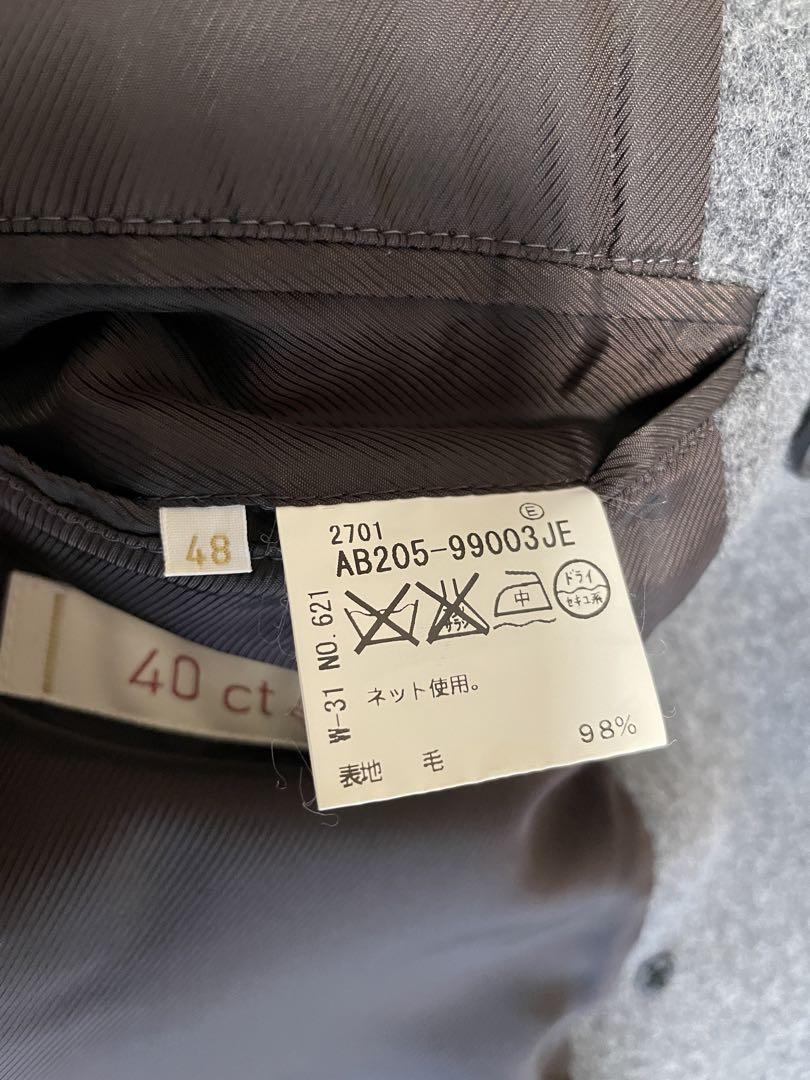 48
40 ct
Ⓔ
2701
AB205-99003JE
W-31 NO.621
中
ドライ
セキユ系
ネット使用。
表地 毛 98%